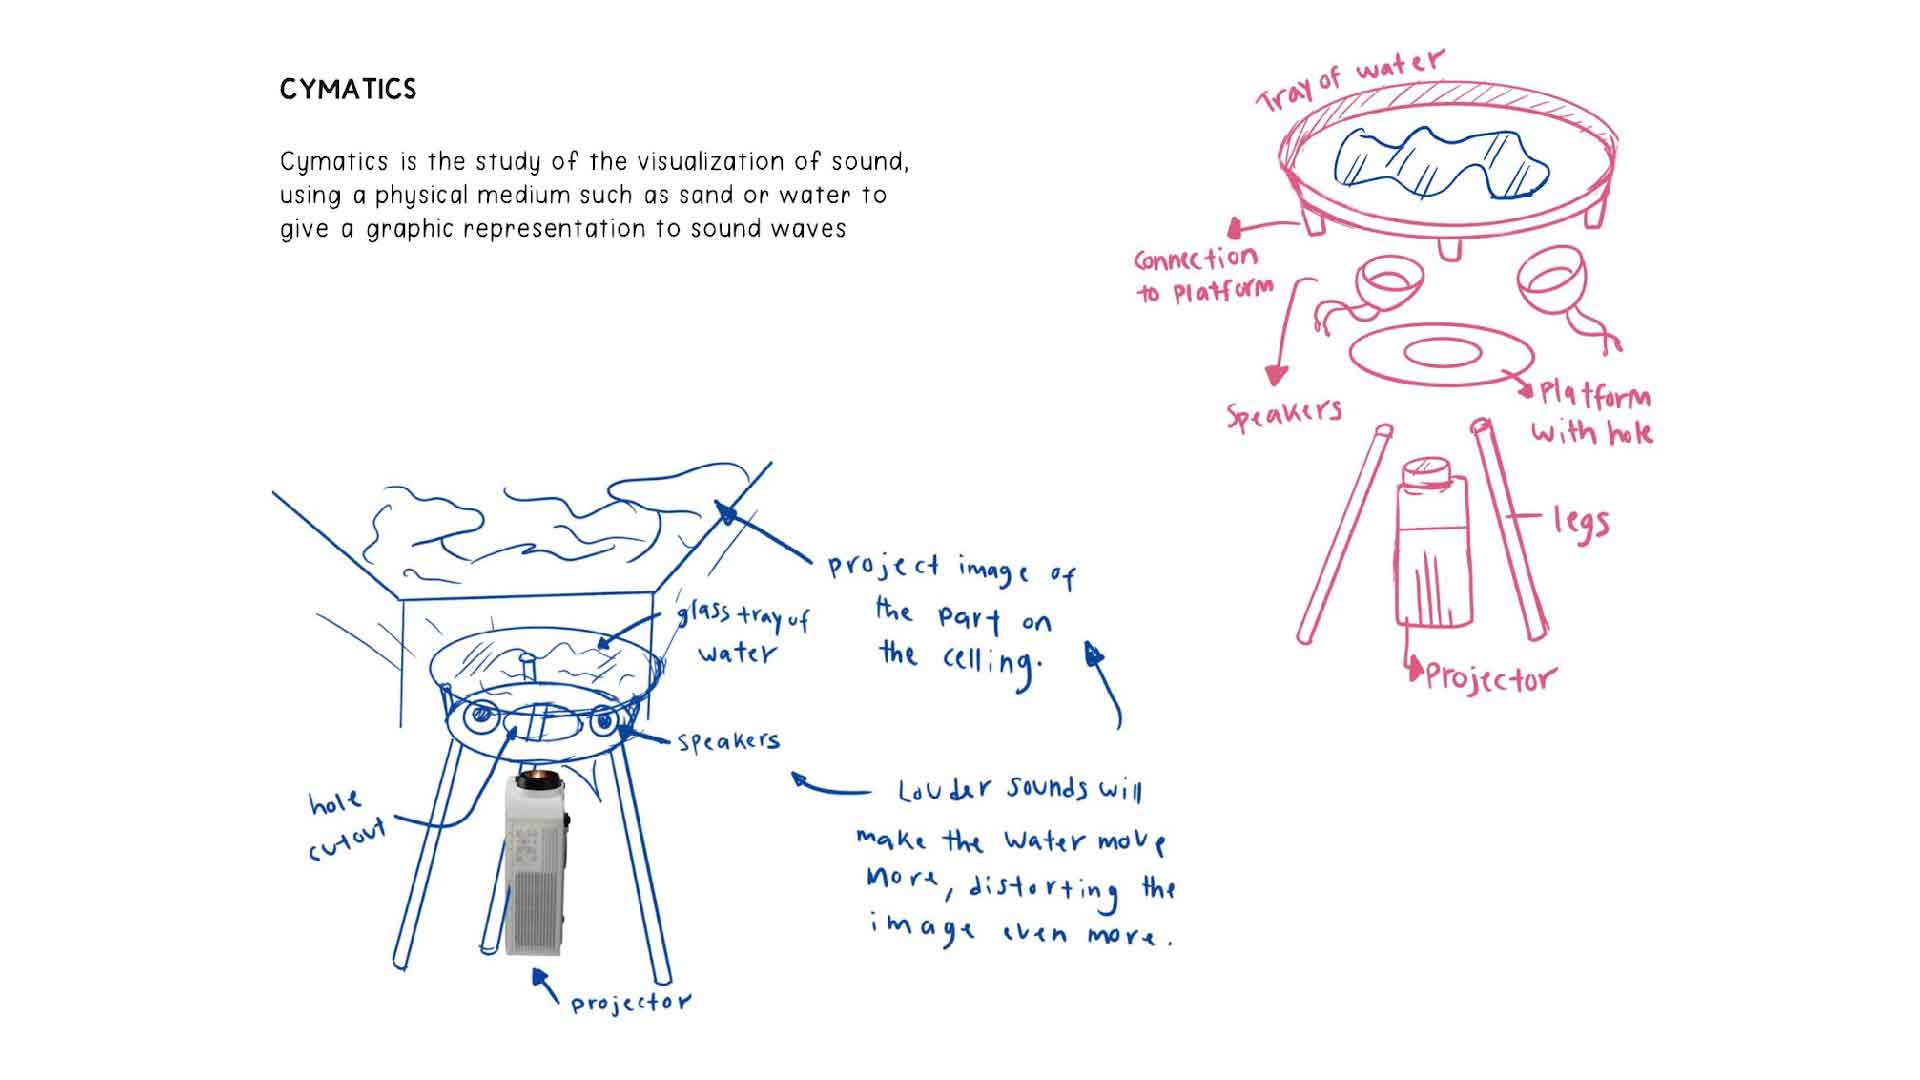 CYMATICS
Cymatics is the study of the visualization of sound,
using a physical medium such as sand or water to
give a graphic representation to sound waves
Tray of water
Connection
to Platform
Speakers
Platform
with hole
legs
Projector
project image of
the part on
the celling.
glass tray of
water
speakers
hole
cutout
Louder sounds will
make the water move
more, distorting the
image even more.
projector